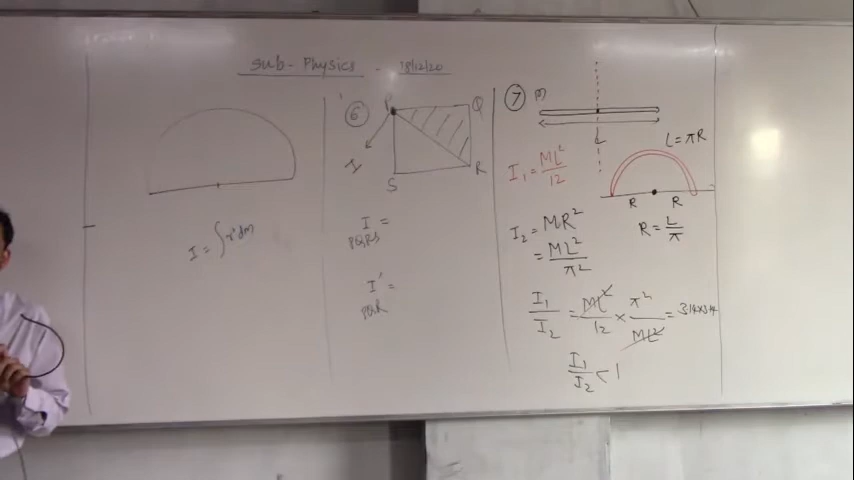 Sub- Physics - 18/12/20
I = ∫r²dm
⑥
P Q
I
S R
I =
PQRS
I' =
PQR
⑦ m
L
I₁ = ML²/12
L = πR
R R
R = L/π
I₂ = MR²
= ML²/π²
I₁/I₂ = ML²/12 × π²/ML² = 3.14×3.14
I₁/I₂ < 1